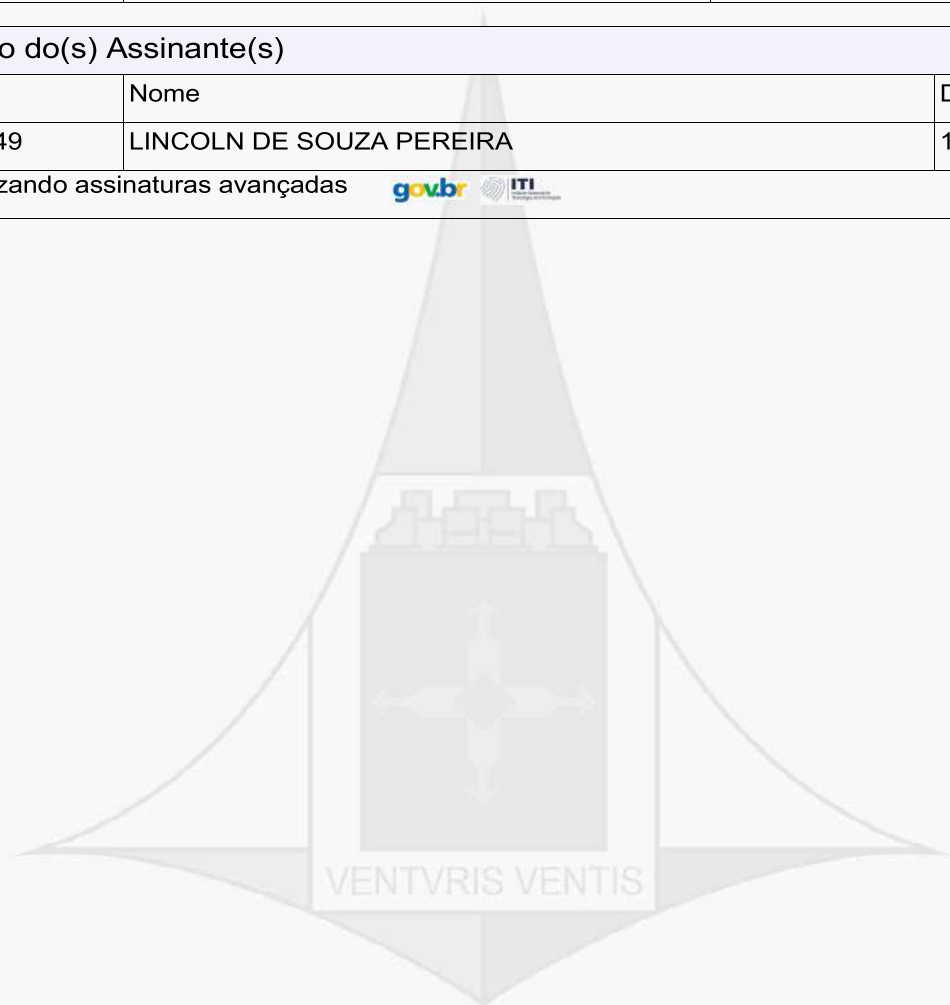 o do(s) Assinante(s)
Nome
49 LINCOLN DE SOUZA PEREIRA 1
zando assinaturas avançadas gov.br ITI
VENTVRIS VENTIS